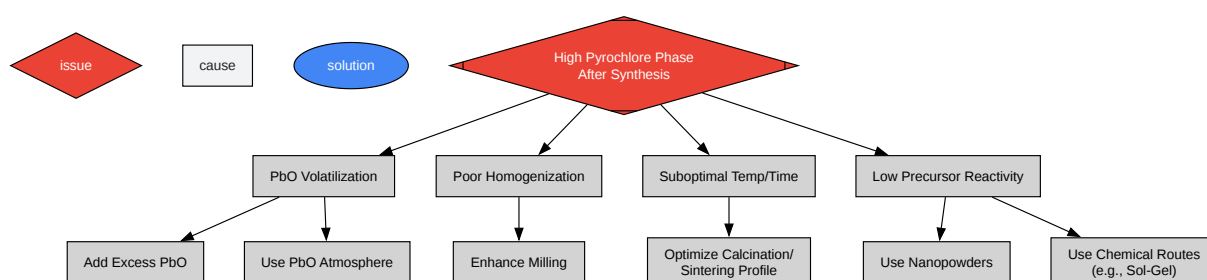 issue
cause
solution
High Pyrochlore Phase
After Synthesis
PbO Volatilization
Poor Homogenization
Suboptimal Temp/Time
Low Precursor Reactivity
Add Excess PbO
Use PbO Atmosphere
Enhance Milling
Optimize Calcination/
Sintering Profile
Use Nanopowders
Use Chemical Routes
(e.g., Sol-Gel)